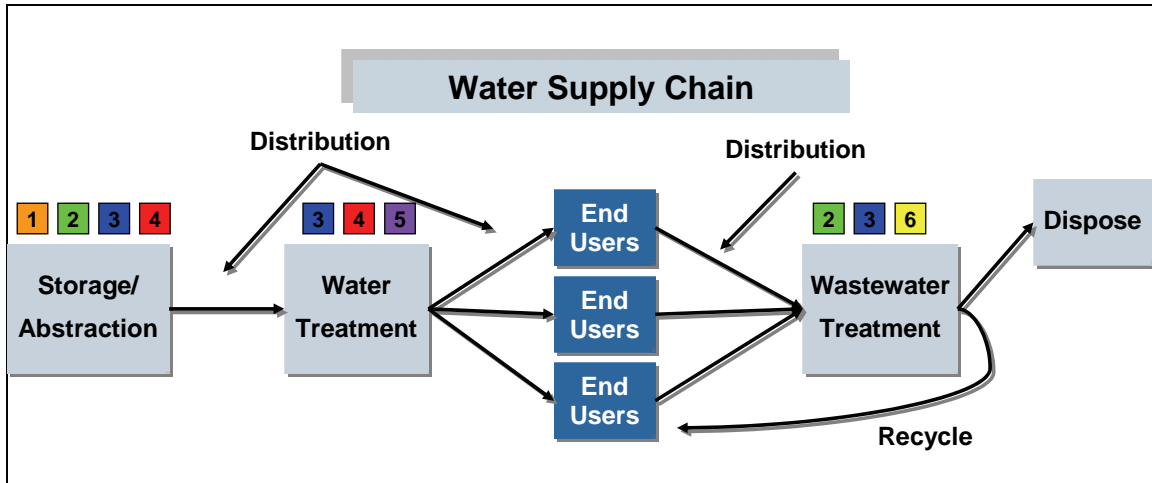 Water Supply Chain
Distribution
Distribution
1 2 3 4
3 4 5
2 3 6
Storage/
Abstraction
Water
Treatment
End
Users
End
Users
End
Users
Wastewater
Treatment
Dispose
Recycle